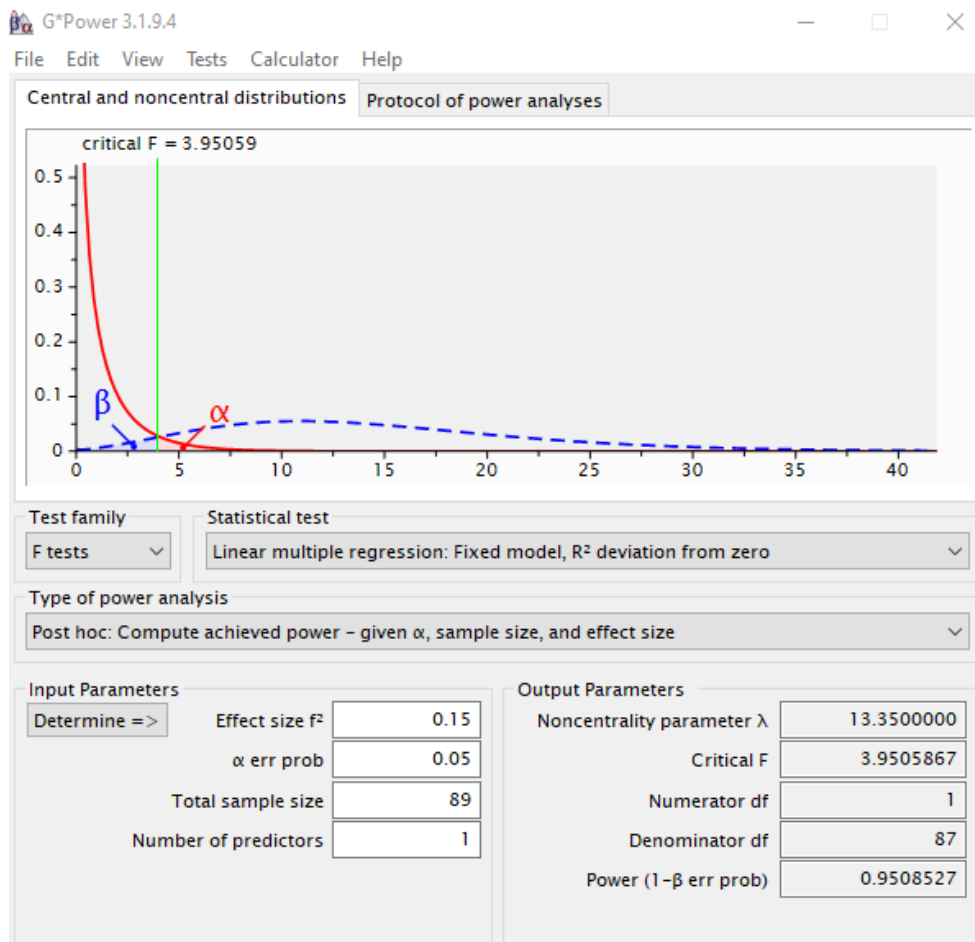 G*Power 3.1.9.4
File Edit View Tests Calculator Help
Central and noncentral distributions Protocol of power analyses
critical F = 3.95059
0.5
0.4
0.3
0.2
0.1
0
β α
0 5 10 15 20 25 30 35 40
Test family Statistical test
F tests Linear multiple regression: Fixed model, R² deviation from zero
Type of power analysis
Post hoc: Compute achieved power - given α, sample size, and effect size
Input Parameters Output Parameters
Determine => Effect size f² 0.15 Noncentrality parameter λ 13.3500000
α err prob 0.05 Critical F 3.9505867
Total sample size 89 Numerator df 1
Number of predictors 1 Denominator df 87
Power (1-β err prob) 0.9508527